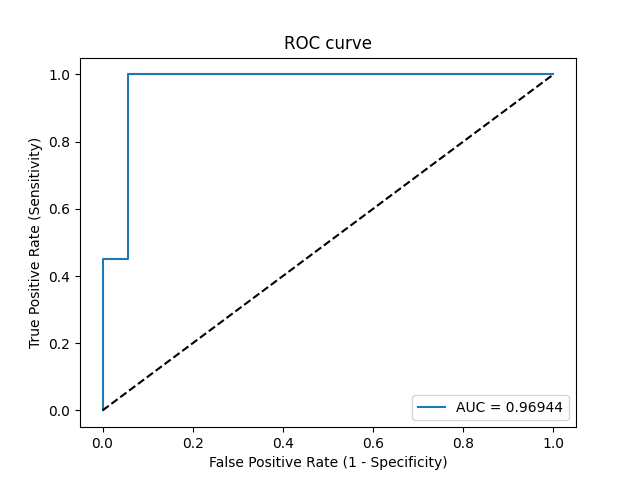 ROC curve
1.0
0.8
0.6
0.4
0.2
0.0
True Positive Rate (Sensitivity)
AUC = 0.96944
0.0 0.2 0.4 0.6 0.8 1.0
False Positive Rate (1 - Specificity)